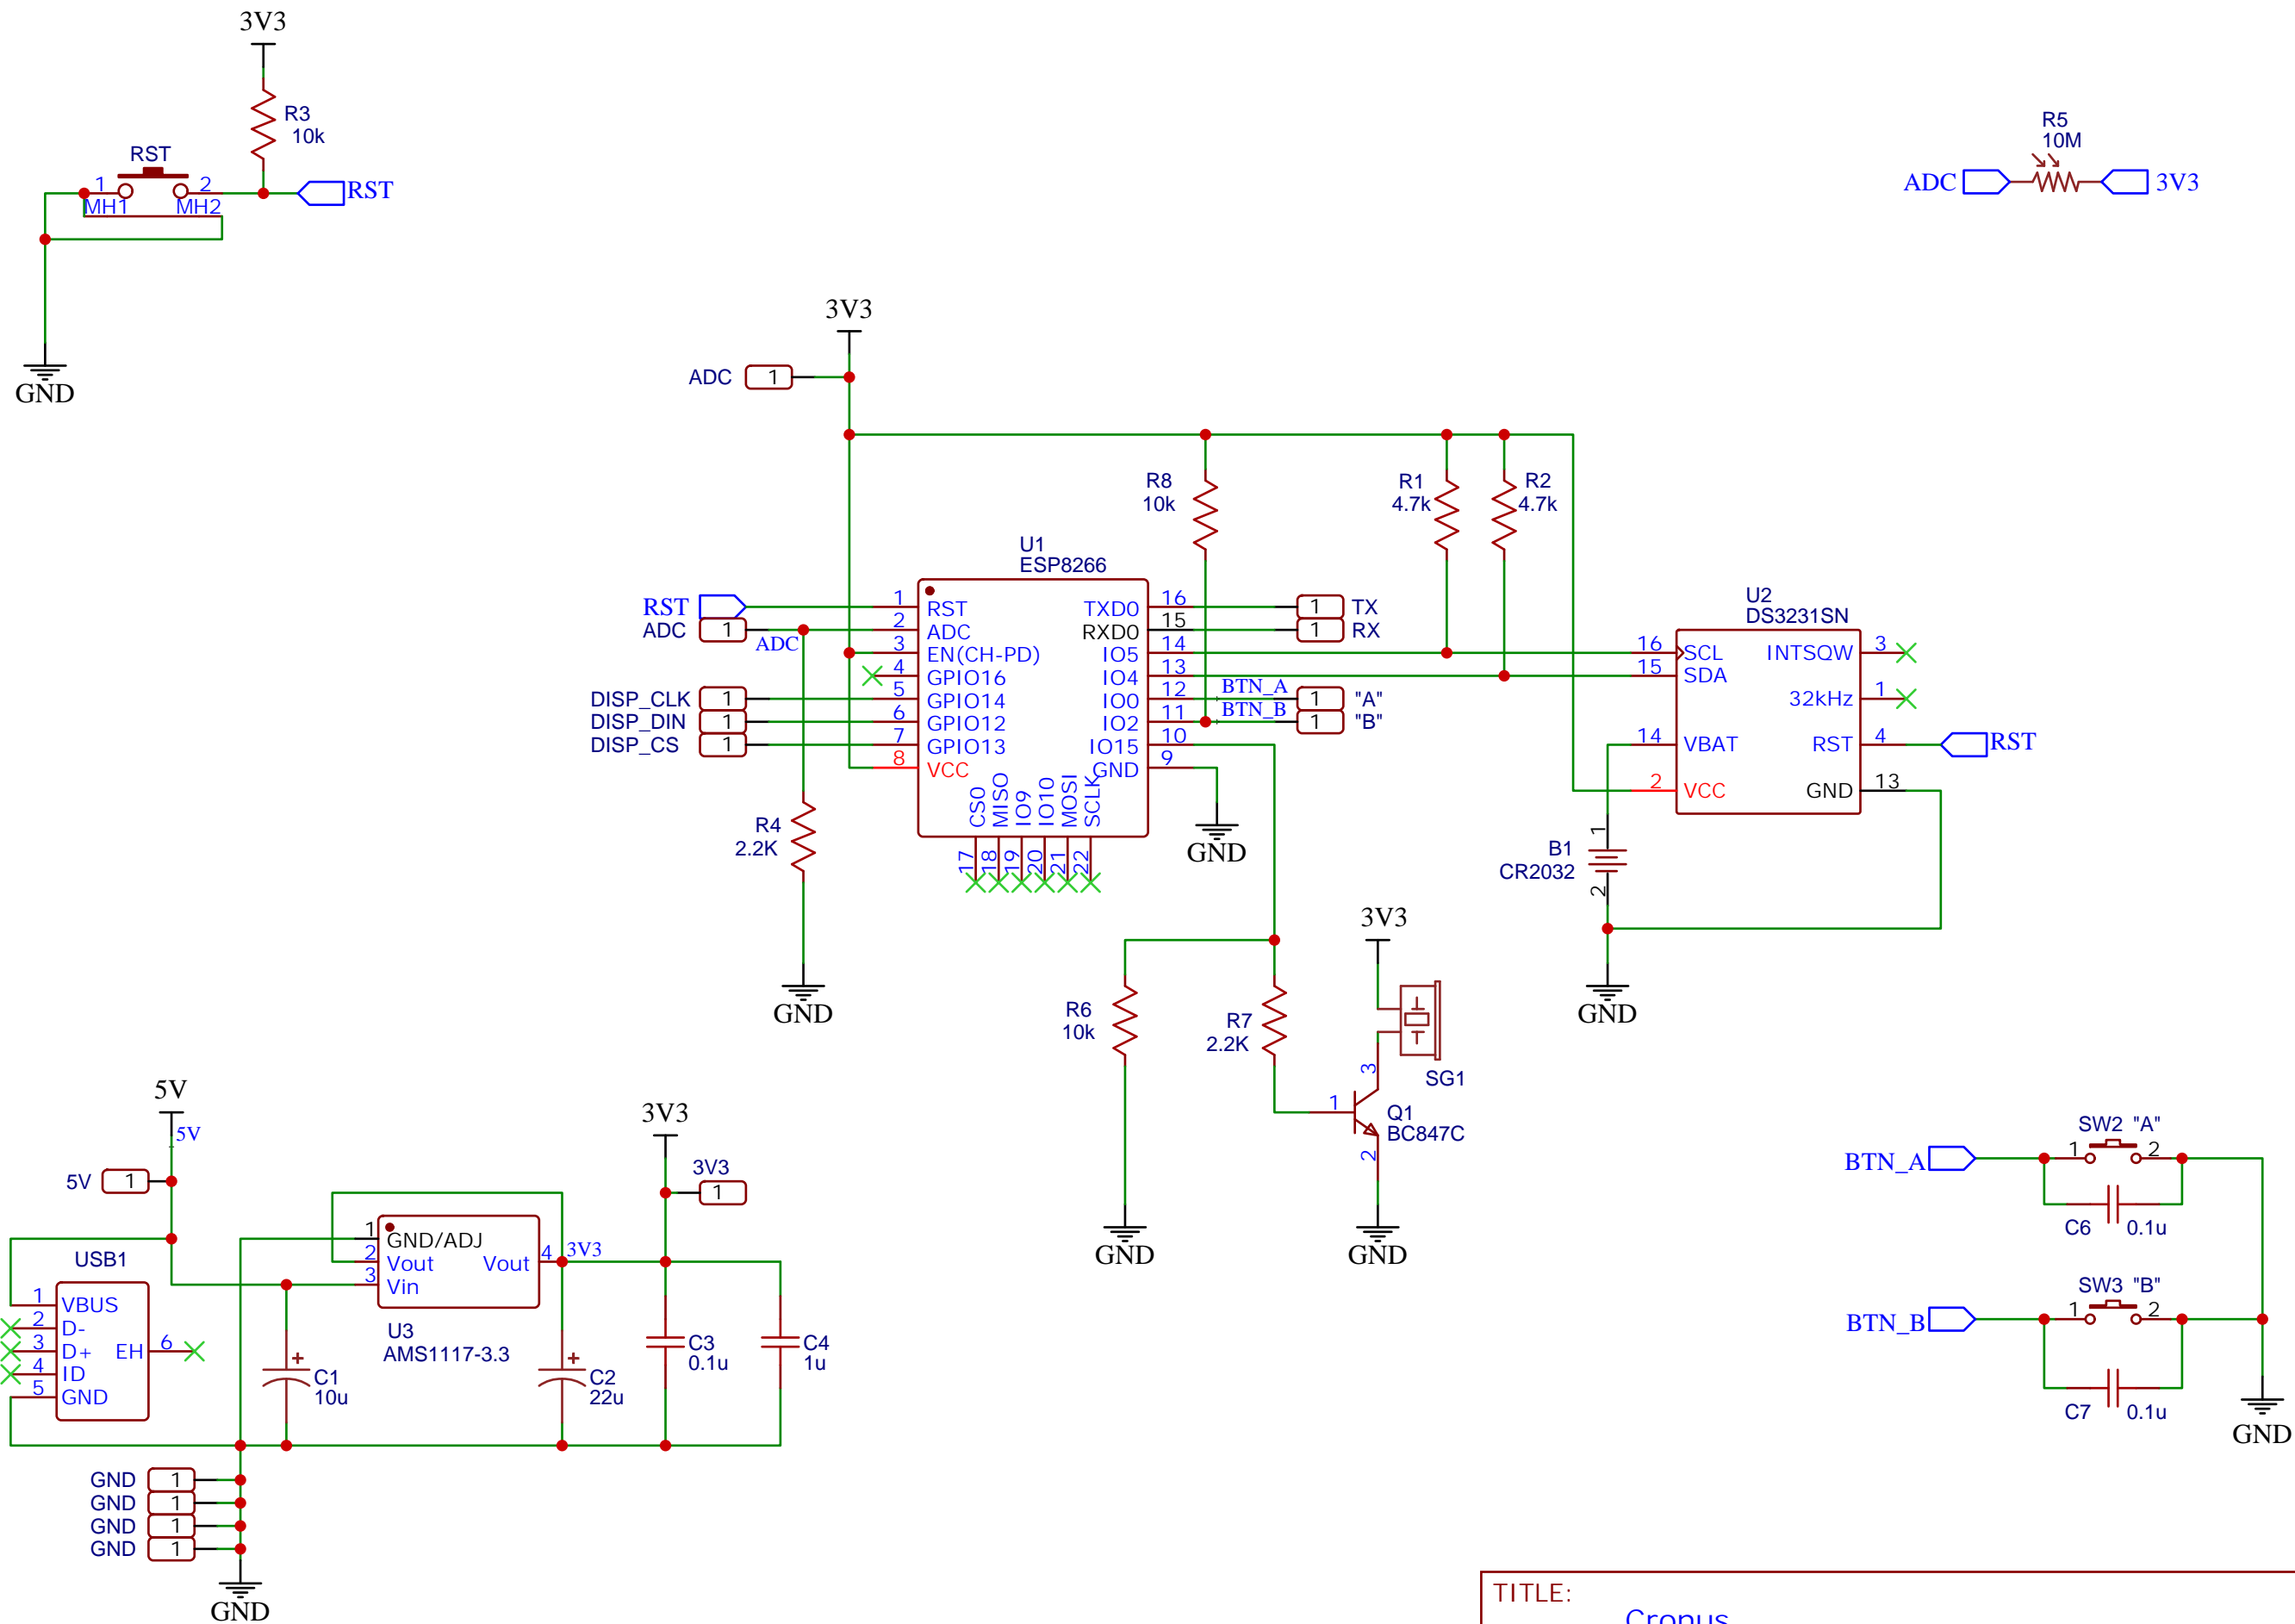 3V3
R3
10k
RST
1
2
MH1
MH2
RST
GND
R5
10M
ADC
3V3
3V3
ADC
1
R8
10k
R1
4.7k
R2
4.7k
U1
ESP8266
RST
1
RST
ADC
1
ADC
2
ADC
3
EN(CH-PD)
4
GPIO16
DISP_CLK
1
5
GPIO14
DISP_DIN
1
6
GPIO12
DISP_CS
1
7
GPIO13
8
VCC
TXD0
16
1
TX
RXD0
15
1
RX
IO5
14
IO4
13
IO0
12
BTN_A
1
"A"
IO2
11
BTN_B
1
"B"
IO15
10
GND
9
CS0
MISO
IO9
IO10
MOSI
SCLK
17
18
19
20
21
22
GND
R4
2.2K
GND
U2
DS3231SN
16
SCL
15
SDA
14
VBAT
2
VCC
INTSQW
3
32kHz
1
RST
4
RST
GND
13
1
B1
CR2032
2
GND
3V3
R6
10k
R7
2.2K
SG1
3
1
Q1
BC847C
2
GND
GND
5V
5V
5V
1
USB1
1
VBUS
2
D-
3
D+
4
ID
5
GND
EH
6
1
GND/ADJ
2
Vout
3
Vin
Vout
4
3V3
U3
AMS1117-3.3
3V3
3V3
1
+
C1
10u
+
C2
22u
C3
0.1u
C4
1u
GND
1
GND
1
GND
1
GND
1
GND
SW2 "A"
BTN_A
1
2
C6
0.1u
SW3 "B"
BTN_B
1
2
C7
0.1u
GND
TITLE:
Cronus